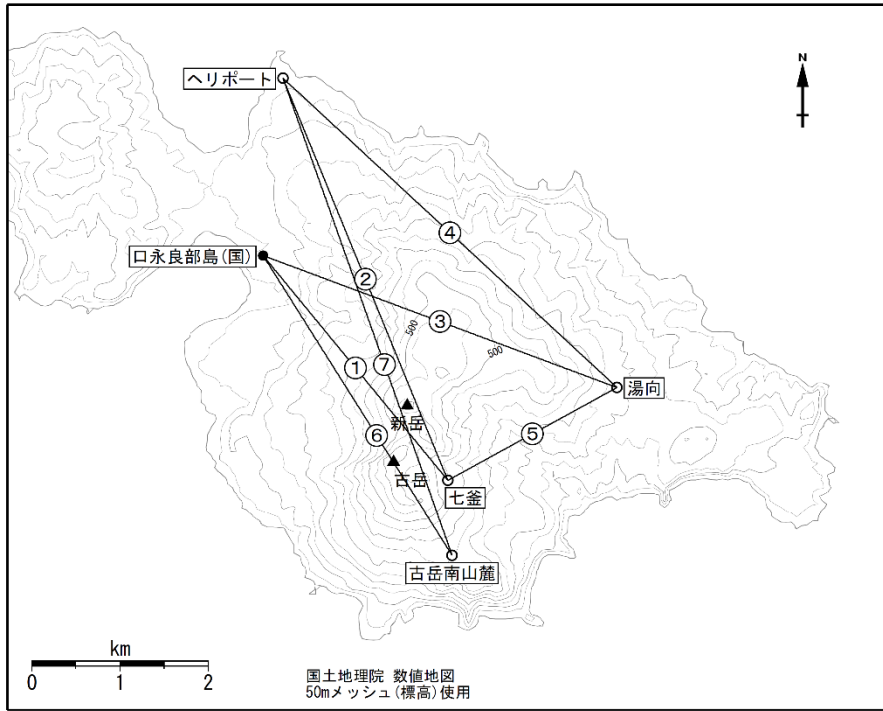 ヘリポート
N
④
口永良部島(国)
②
③
500
500
①
⑦
湯向
新岳
⑥
⑤
古岳
七釜
古岳南山麓
km
0 1 2
国土地理院 数値地図
50mメッシュ(標高)使用